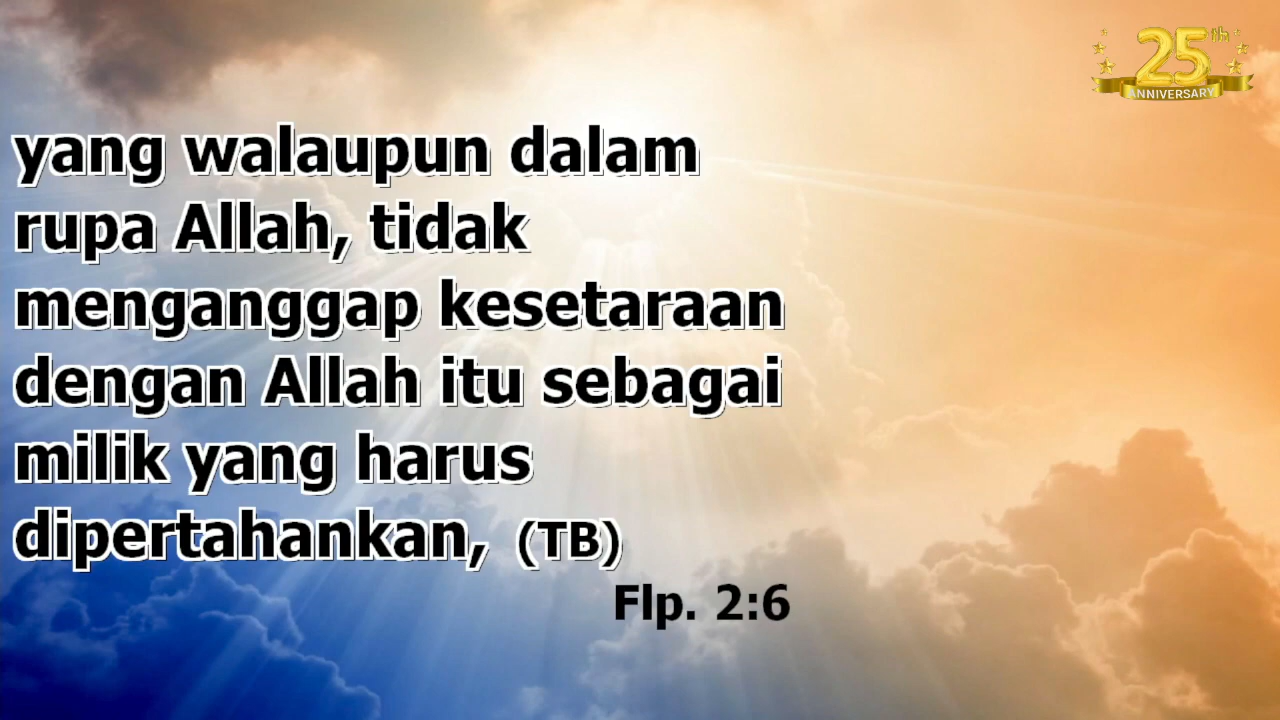 25th
ANNIVERSARY
yang walaupun dalam
rupa Allah, tidak
menganggap kesetaraan
dengan Allah itu sebagai
milik yang harus
dipertahankan, (TB)
Flp. 2:6